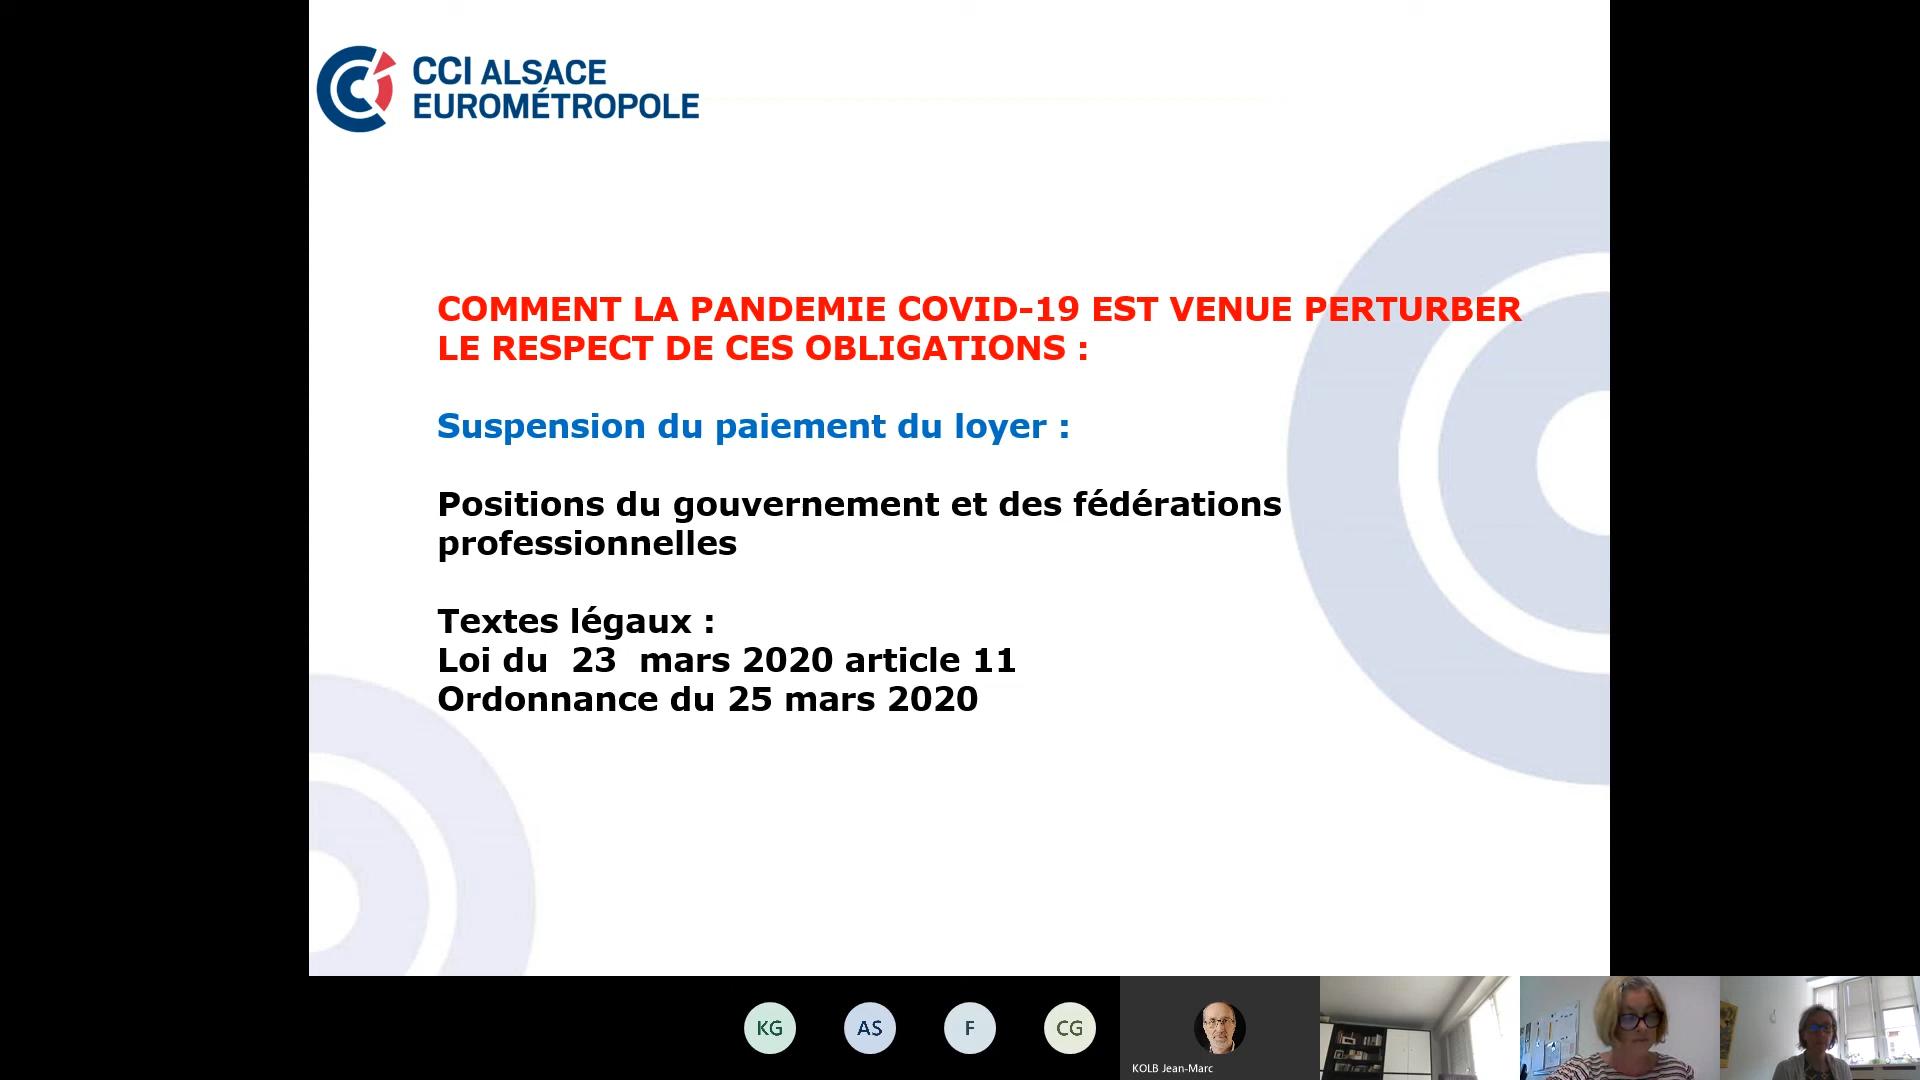 CCI ALSACE
EUROMÉTROPOLE
COMMENT LA PANDEMIE COVID-19 EST VENUE PERTURBER
LE RESPECT DE CES OBLIGATIONS :
Suspension du paiement du loyer :
Positions du gouvernement et des fédérations
professionnelles
Textes légaux :
Loi du 23 mars 2020 article 11
Ordonnance du 25 mars 2020
KG
AS
F
CG
KOLB Jean-Marc